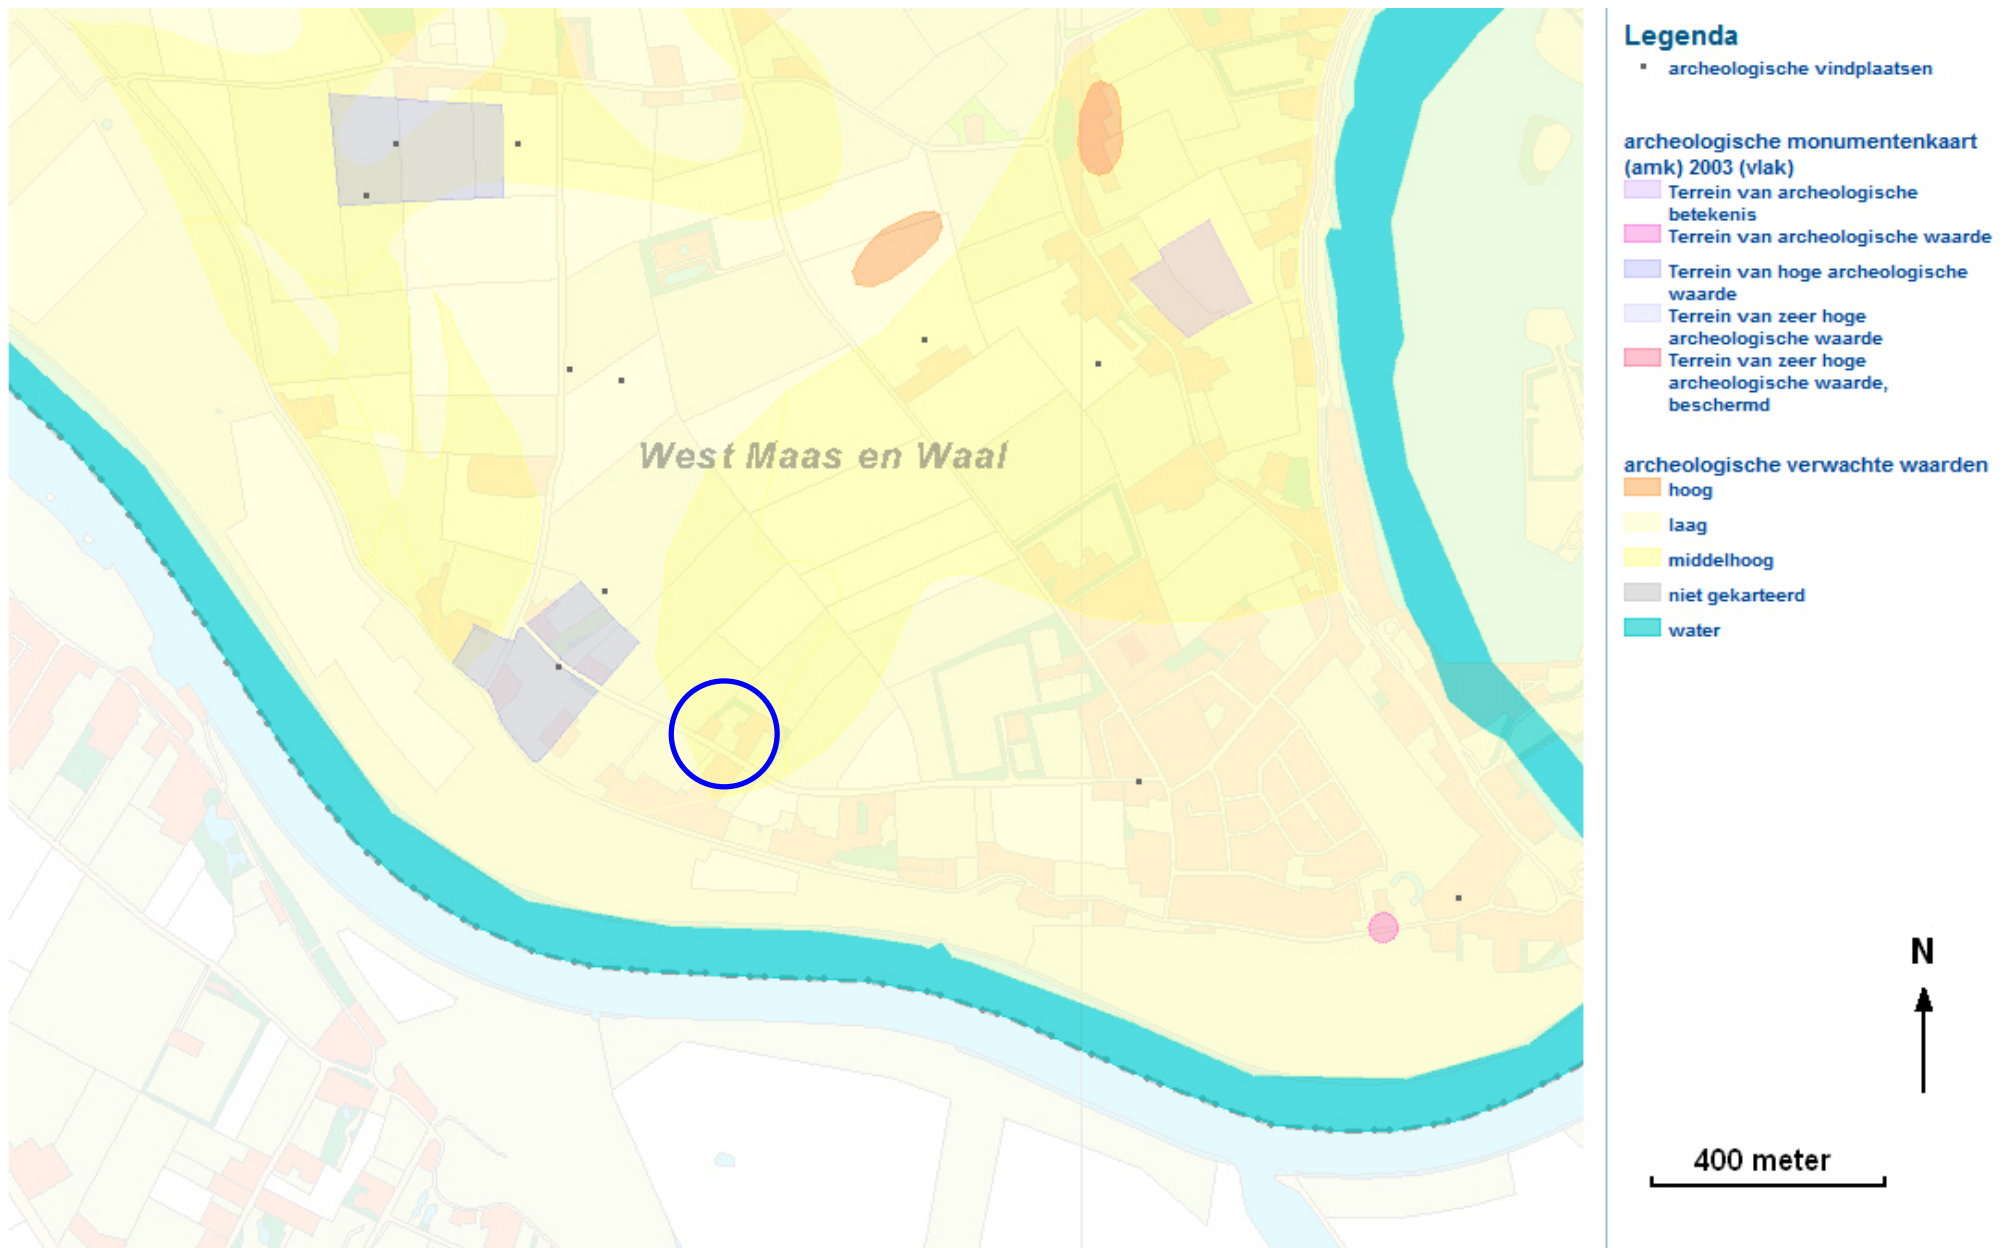 Legenda
archeologische vindplaatsen
archeologische monumentenkaart
(amk) 2003 (vlak)
Terrein van archeologische
betekenis
Terrein van archeologische waarde
Terrein van hoge archeologische
waarde
Terrein van zeer hoge
archeologische waarde
Terrein van zeer hoge
archeologische waarde,
beschermd
archeologische verwachte waarden
hoog
laag
middelhoog
niet gekarteerd
water
West Maas en Waal
N
400 meter